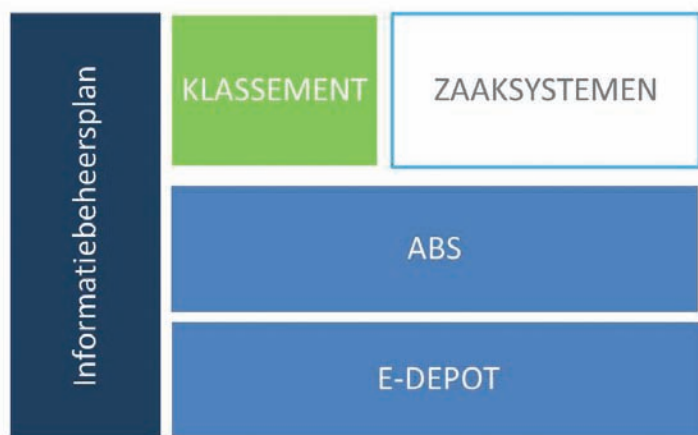 Informatiebeheersplan
KLASSEMENT
ZAAKSYSTEMEN
ABS
E-DEPOT